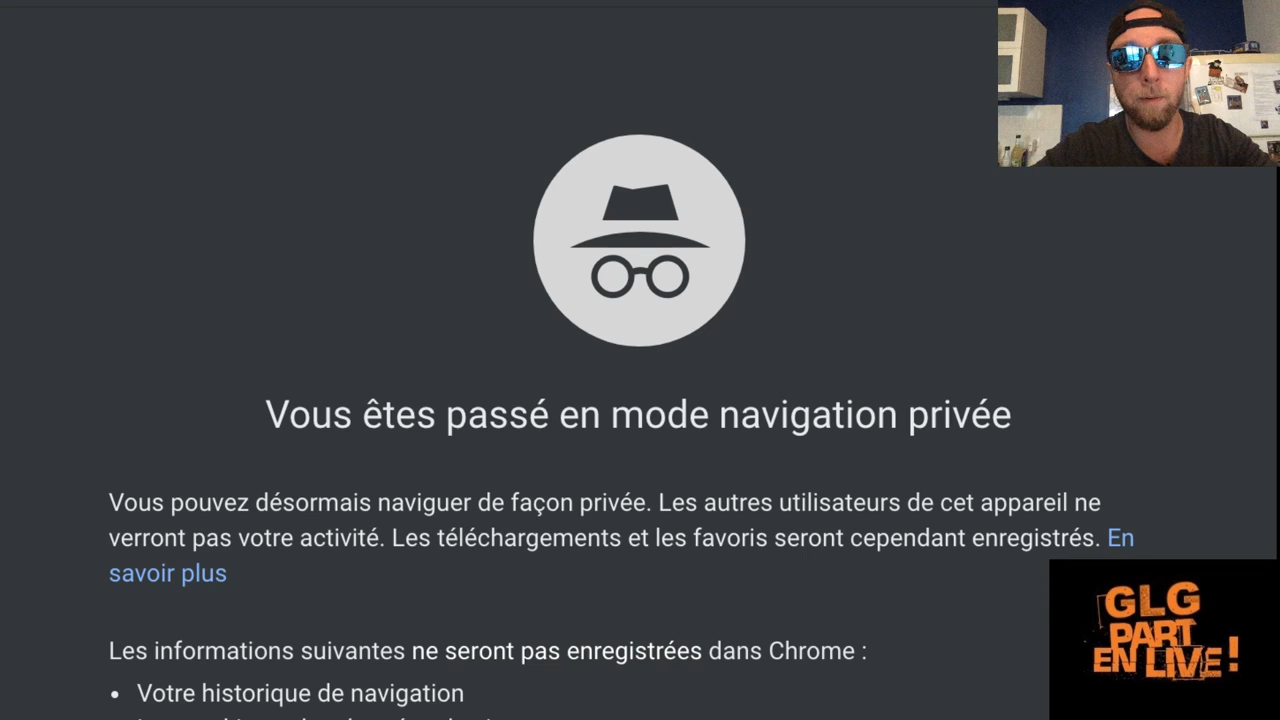 Vous êtes passé en mode navigation privée
Vous pouvez désormais naviguer de façon privée. Les autres utilisateurs de cet appareil ne
verront pas votre activité. Les téléchargements et les favoris seront cependant enregistrés. En
savoir plus
Les informations suivantes ne seront pas enregistrées dans Chrome :
• Votre historique de navigation
GLG
PART
EN LIVE !